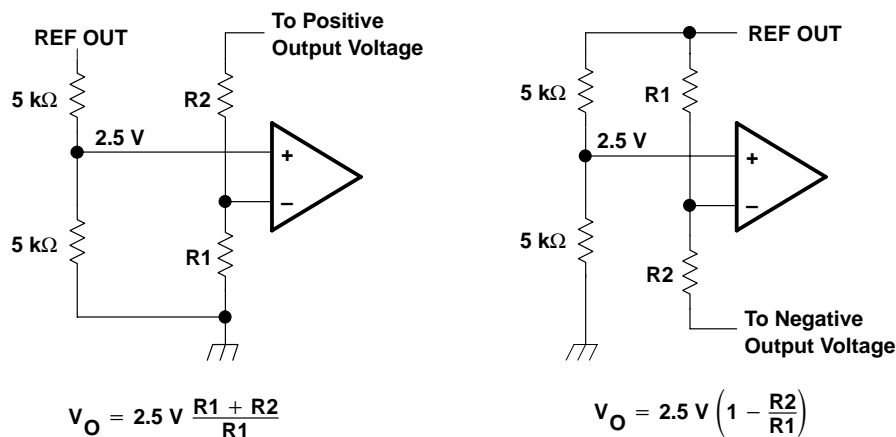 REF OUT
To Positive
Output Voltage
5 kΩ
R2
2.5 V
+
−
5 kΩ
R1
V_O = 2.5 V (R1 + R2)/R1
REF OUT
5 kΩ
R1
2.5 V
+
−
5 kΩ
R2
To Negative
Output Voltage
V_O = 2.5 V (1 − R2/R1)